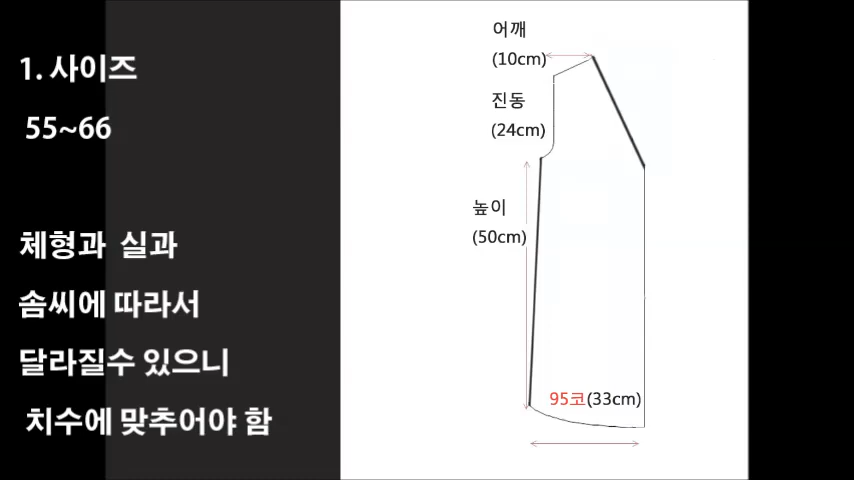 1. 사이즈
55~66
체형과 실과
솜씨에 따라서
달라질수 있으니
치수에 맞추어야 함
어깨
(10cm)
진동
(24cm)
높이
(50cm)
95코(33cm)